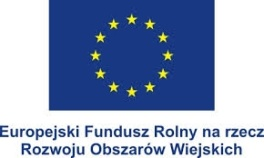 Europejski Fundusz Rolny na rzecz
Rozwoju Obszarów Wiejskich